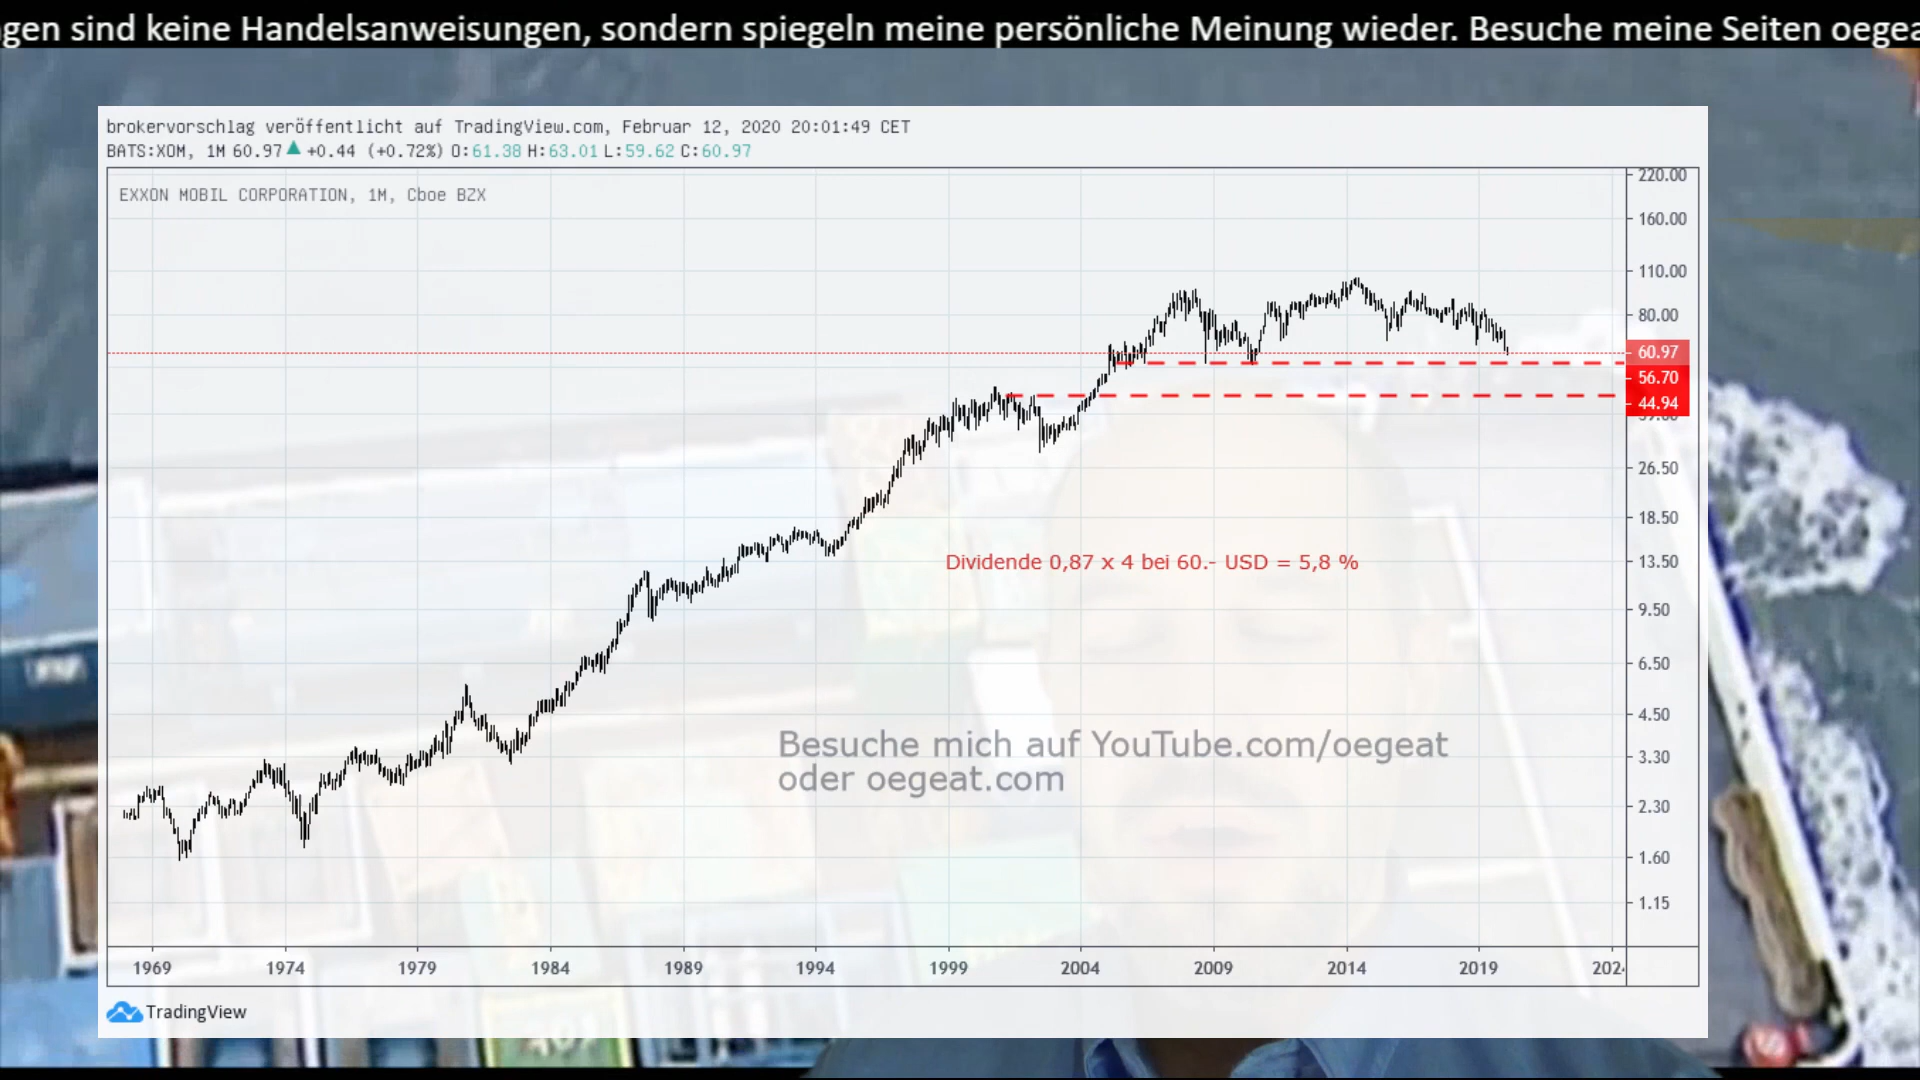 gen sind keine Handelsanweisungen, sondern spiegeln meine persönliche Meinung wieder. Besuche meine Seiten oegea
brokervorschlag veröffentlicht auf TradingView.com, Februar 12, 2020 20:01:49 CET
BATS:XOM, 1M 60.97 ▲ +0.44 (+0.72%) O:61.38 H:63.01 L:59.62 C:60.97
EXXON MOBIL CORPORATION, 1M, Cboe BZX
220.00
160.00
110.00
80.00
60.97
56.70
44.94
26.50
18.50
Dividende 0,87 x 4 bei 60.- USD = 5,8 %
13.50
9.50
6.50
4.50
Besuche mich auf YouTube.com/oegeat
oder oegeat.com
3.30
2.30
1.60
1.15
1969 1974 1979 1984 1989 1994 1999 2004 2009 2014 2019
TradingView